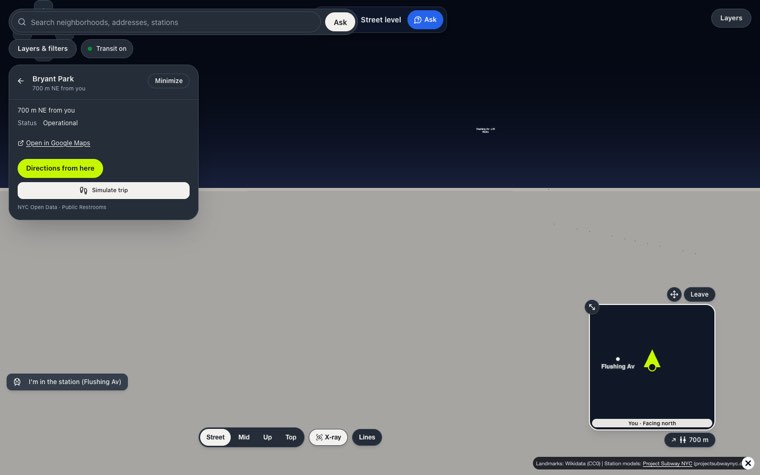 Search neighborhoods, addresses, stations
Ask
Street level
Ask
Layers
Layers & filters
Transit on
Bryant Park
700 m NE from you
Minimize
700 m NE from you
Status Operational
Open in Google Maps
Directions from here
Simulate trip
NYC Open Data · Public Restrooms
Leave
Flushing Av
You · Facing north
700 m
I'm in the station (Flushing Av)
Street
Mid
Up
Top
X-ray
Lines
Landmarks: Wikidata (CC0) | Station models: Project Subway NYC (projectsubwaynyc.